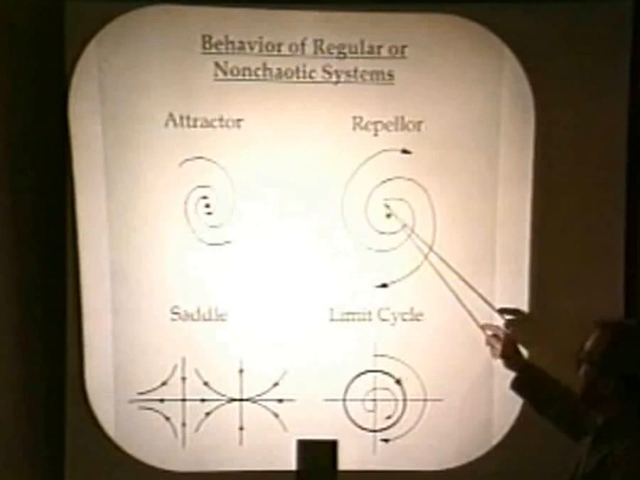 Behavior of Regular or
Nonchaotic Systems
Attractor
Repellor
Saddle
Limit Cycle